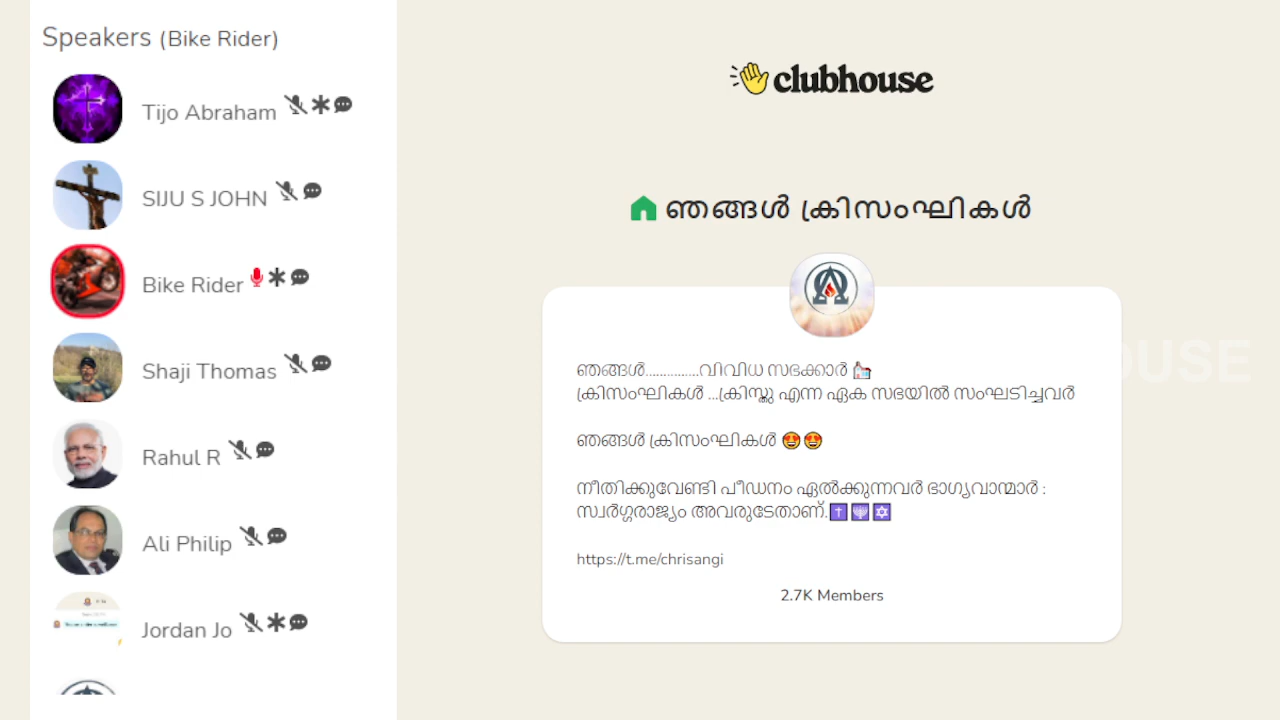 Speakers (Bike Rider)
Tijo Abraham
SIJU S JOHN
Bike Rider
Shaji Thomas
Rahul R
Ali Philip
Jordan Jo
clubhouse
ഞങ്ങൾ ക്രിസംഘികൾ
ഞങ്ങൾ...............വിവിധ സഭക്കാർ
ക്രിസംഘികൾ ...ക്രിസ്തു എന്ന ഏക സഭയിൽ സംഘടിച്ചവർ
ഞങ്ങൾ ക്രിസംഘികൾ 😍😍
നീതിക്കുവേണ്ടി പീഡനം ഏൽക്കുന്നവർ ഭാഗ്യവാന്മാർ :
സ്വർഗ്ഗരാജ്യം അവരുടേതാണ്.✝️🕎✡️
https://t.me/chrisangi
2.7K Members